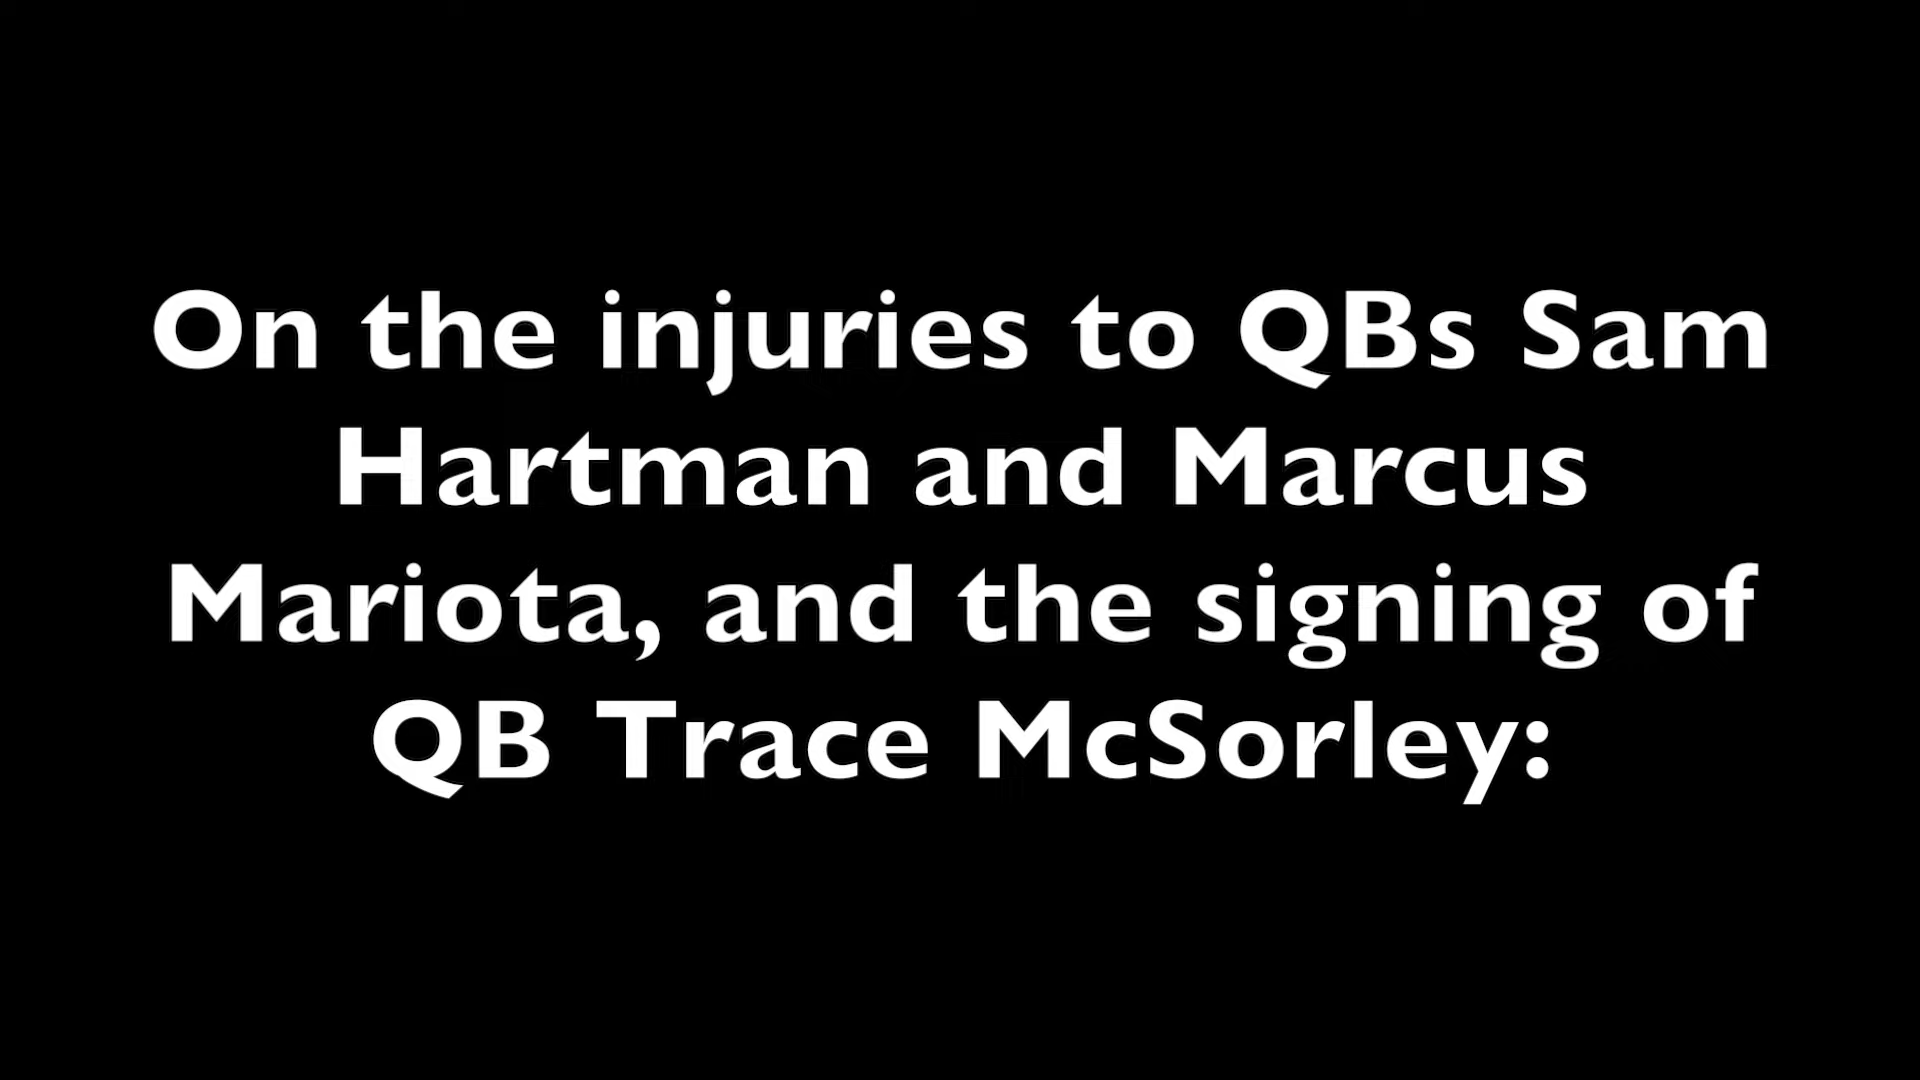 On the injuries to QBs Sam
Hartman and Marcus
Mariota, and the signing of
QB Trace McSorley: